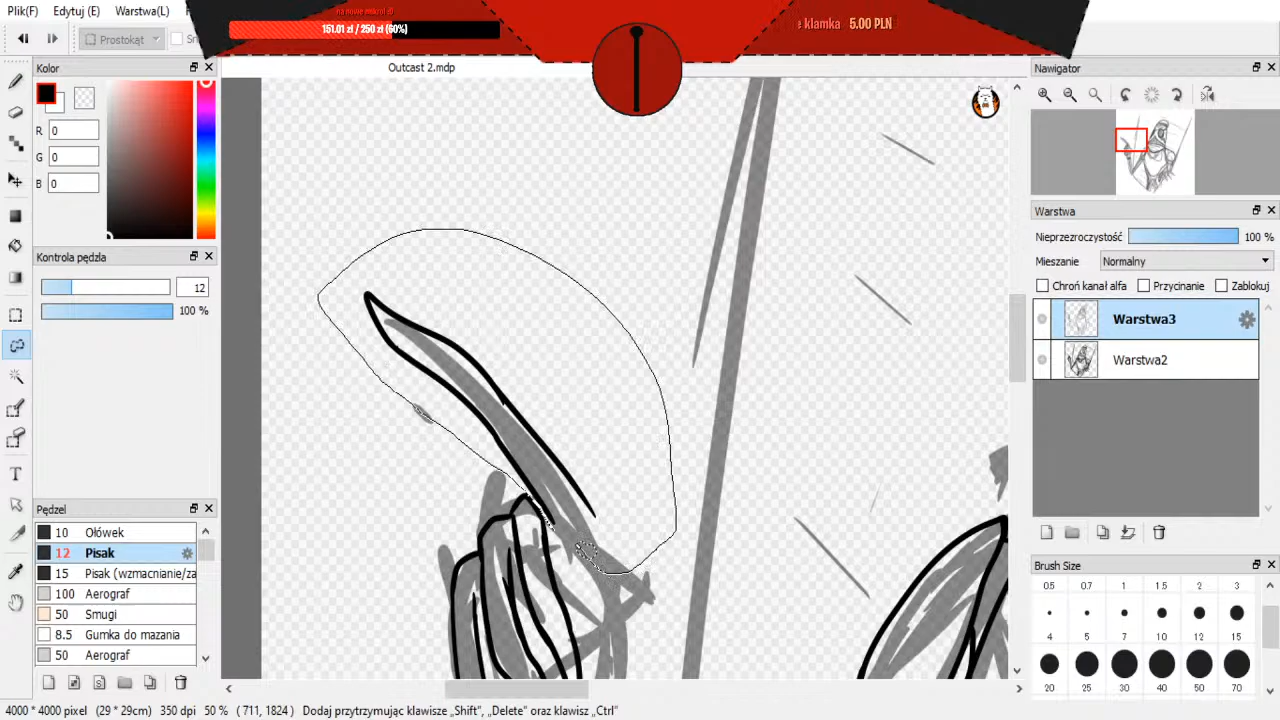 Plik(F)
Edytuj (E)
Warstwa(L)
na nowe mikro! :0
151.01 zł / 250 zł (60%)
klamka 5.00 PLN
Dookoła
Outcast 2.mdp
Kolor
R 0
G 0
B 0
Kontrola pędzla
12
100 %
Pędzel
10 Ołówek
12 Pisak
15 Pisak (wzmacnianie/za
100 Aerograf
50 Smugi
8.5 Gumka do mazania
50 Aerograf
T
Nawigator
Warstwa
Nieprzezroczystość 100 %
Mieszanie Normalny
Chroń kanał alfa Przycinanie Zablokuj
Warstwa3
Warstwa2
Brush Size
0.5 0.7 1 1.5 2 3
4 5 7 10 12 15
20 25 30 40 50 70
4000 * 4000 pixel (29 * 29cm) 350 dpi 50 % ( 711, 1824 ) Dodaj przytrzymując klawisze „Shift”, „Delete” oraz klawisz „Ctrl”